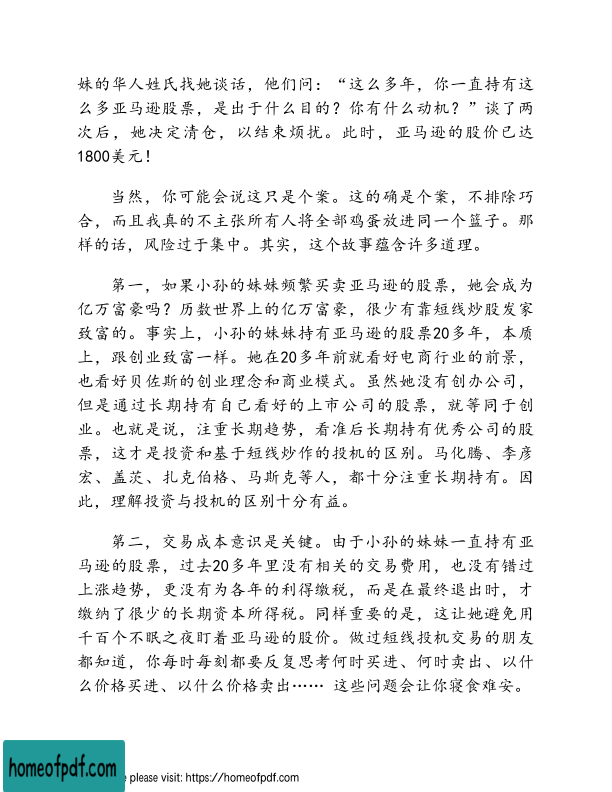 妹的华人姓氏找她谈话，他们问：“这么多年，你一直持有这
么多亚马逊股票，是出于什么目的？你有什么动机？”谈了两
次后，她决定清仓，以结束烦扰。此时，亚马逊的股价已达
1800美元！
当然，你可能会说这只是个案。这的确是个案，不排除巧
合，而且我真的不主张所有人将全部鸡蛋放进同一个篮子。那
样的话，风险过于集中。其实，这个故事蕴含许多道理。
第一，如果小孙的妹妹频繁买卖亚马逊的股票，她会成为
亿万富豪吗？历数世界上的亿万富豪，很少有靠短线炒股发家
致富的。事实上，小孙的妹妹持有亚马逊的股票20多年，本质
上，跟创业致富一样。她在20多年前就看好电商行业的前景，
也看好贝佐斯的创业理念和商业模式。虽然她没有创办公司，
但是通过长期持有自己看好的上市公司的股票，就等同于创
业。也就是说，注重长期趋势，看准后长期持有优秀公司的股
票，这才是投资和基于短线炒作的投机的区别。马化腾、李彦
宏、盖茨、扎克伯格、马斯克等人，都十分注重长期持有。因
此，理解投资与投机的区别十分有益。
第二，交易成本意识是关键。由于小孙的妹妹一直持有亚
马逊的股票，过去20多年里没有相关的交易费用，也没有错过
上涨趋势，更没有为各年的利得缴税，而是在最终退出时，才
缴纳了很少的长期资本所得税。同样重要的是，这让她避免用
千百个不眠之夜盯着亚马逊的股价。做过短线投机交易的朋友
都知道，你每时每刻都要反复思考何时买进、何时卖出、以什
么价格买进、以什么价格卖出…… 这些问题会让你寝食难安。
homeofpdf.com
please visit: https://homeofpdf.com